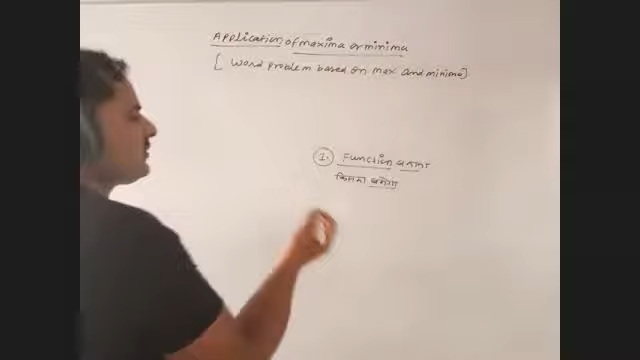 Application of maxima or minima
[ Word problem based on max and minima]
1. Function बनाना
किसका बनेगा